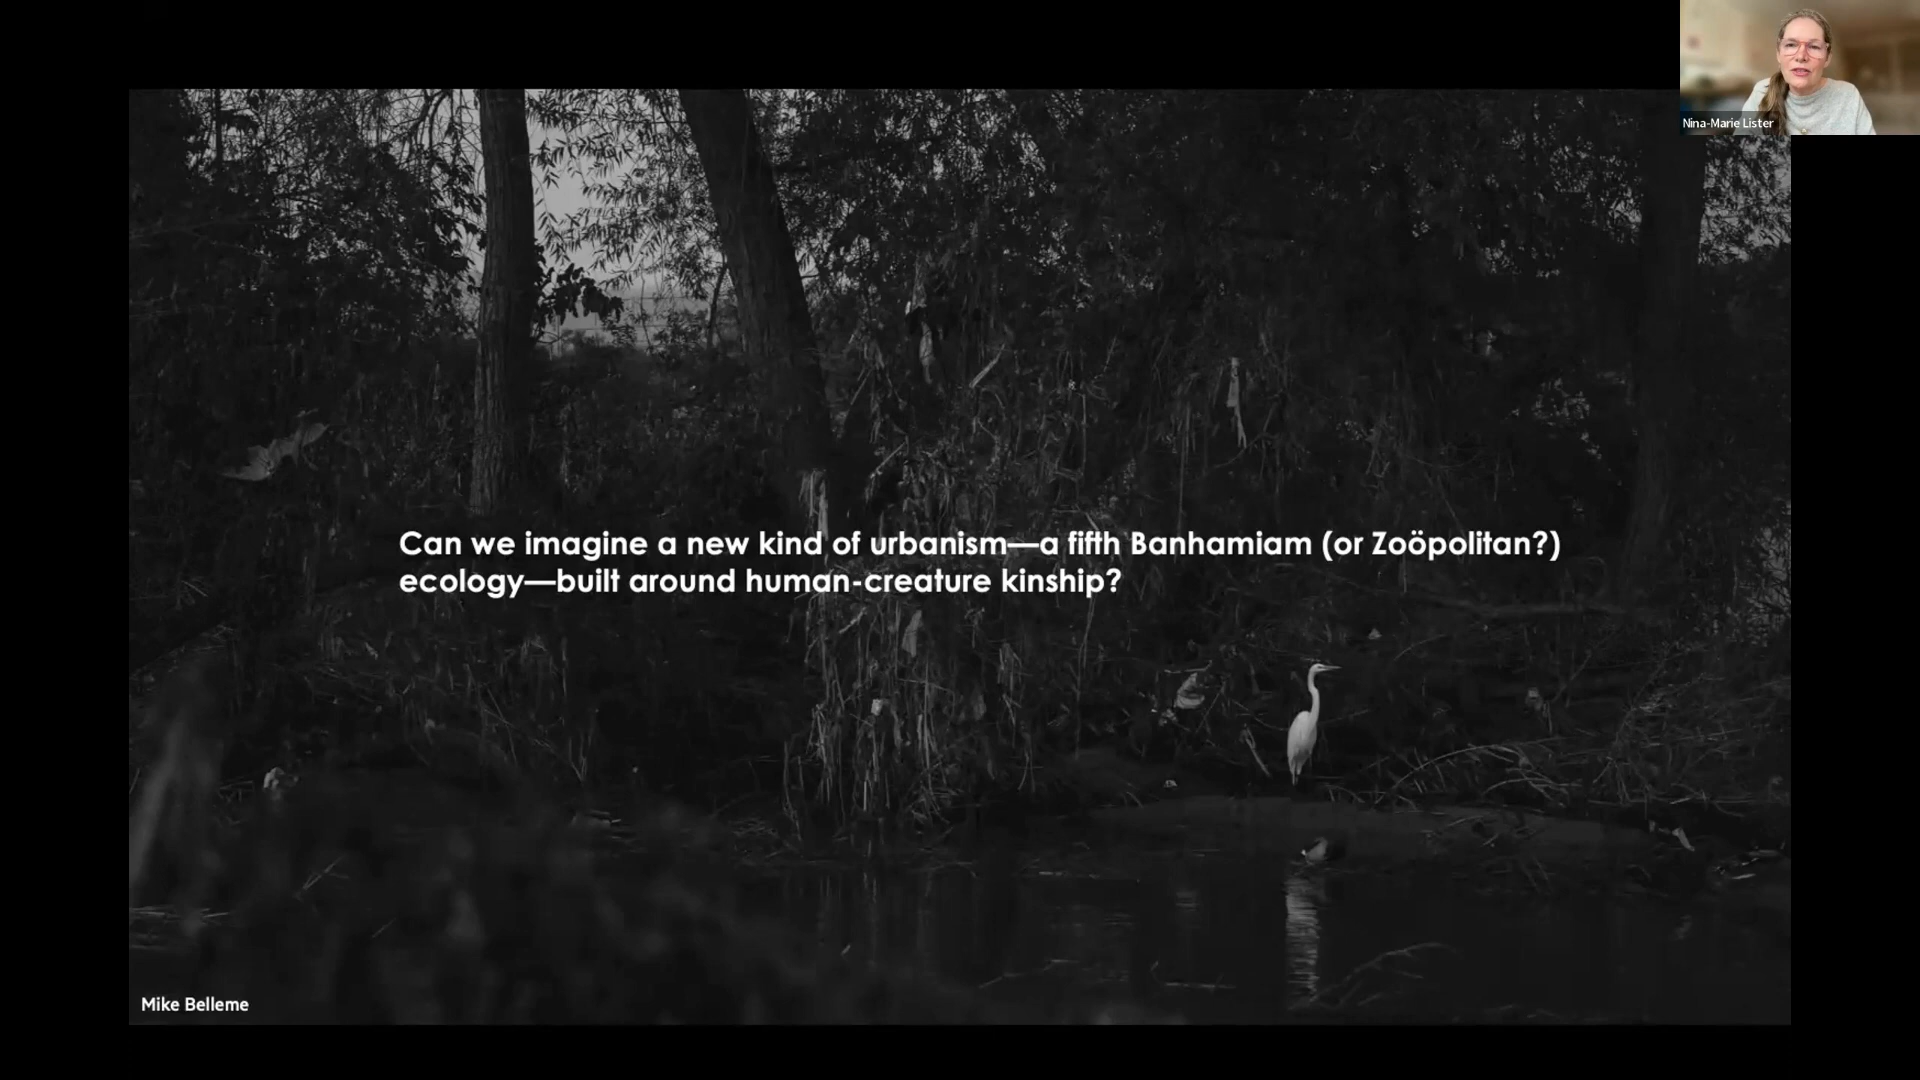 Nina-Marie Lister
Can we imagine a new kind of urbanism—a fifth Banhamiam (or Zoöpolitan?)
ecology—built around human-creature kinship?
Mike Belleme